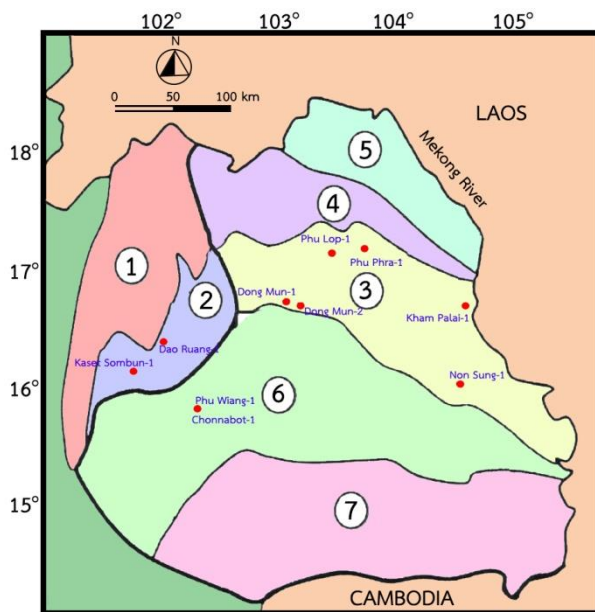 102° 103° 104° 105°
N
0 50 100 km
LAOS
18°
5
Mekong River
4
Phu Lop-1
Phu Phra-1
17°
1
2
3
Dong Mun-1
Dong Mun-2
Kham Palai-1
Dao Ruang-1
Kaset Sombun-1
16°
Non Sung-1
6
Phu Wiang-1
Chonnabot-1
15°
7
CAMBODIA